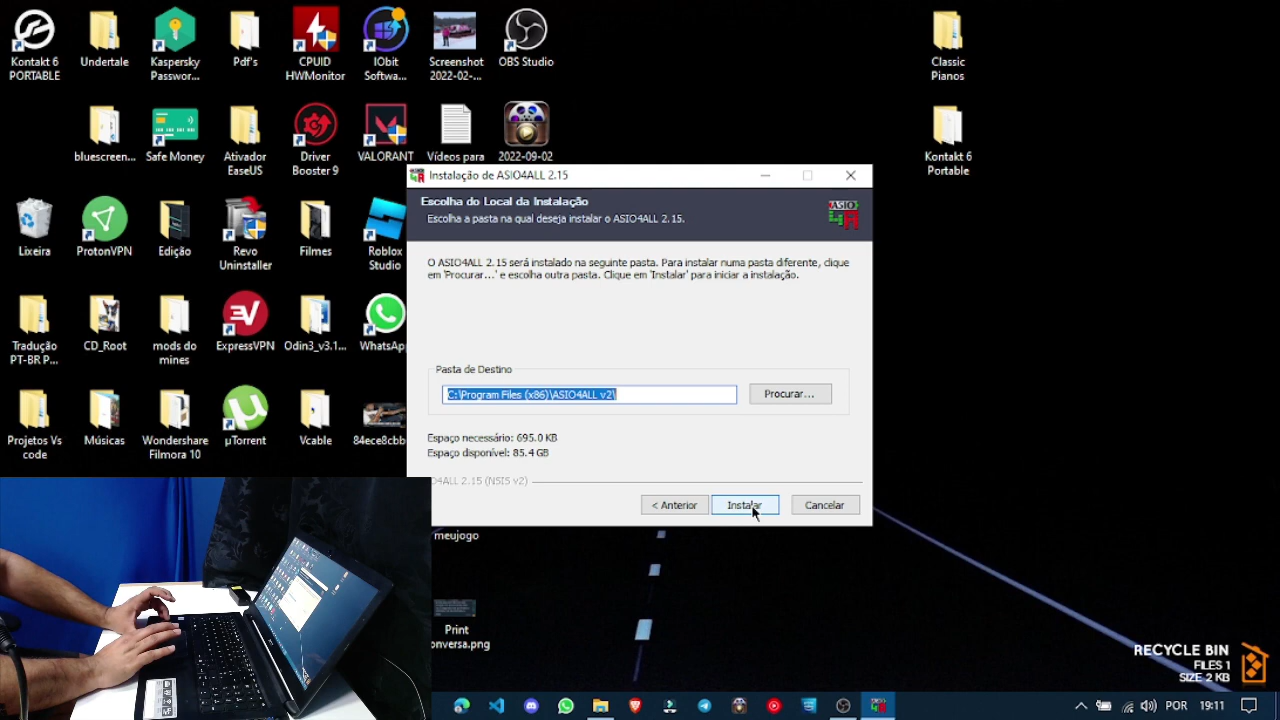 Kontakt 6
PORTABLE
Undertale
Kaspersky
Passwor...
Pdf's
CPUID
HWMonitor
IObit
Softwa...
Screenshot
2022-02-...
OBS Studio
Classic
Pianos
bluescreen...
Safe Money
Ativador
EaseUS
Driver
Booster 9
VALORANT
Vídeos para
2022-09-02
Kontakt 6
Portable
Lixeira
ProtonVPN
Edição
Revo
Uninstaller
Filmes
Roblox
Studio
Tradução
PT-BR P...
CD_Root
mods do
mines
ExpressVPN
Odin3_v3.1...
WhatsApp
Projetos Vs
code
Músicas
Wondershare
Filmora 10
µTorrent
Vcable
84ece8cbb
Instalação de ASIO4ALL 2.15
Escolha do Local da Instalação
Escolha a pasta na qual deseja instalar o ASIO4ALL 2.15.
ASIO
O ASIO4ALL 2.15 será instalado na seguinte pasta. Para instalar numa pasta diferente, clique
em 'Procurar...' e escolha outra pasta. Clique em 'Instalar' para iniciar a instalação.
Pasta de Destino
C:\Program Files (x86)\ASIO4ALL v2\
Procurar...
Espaço necessário: 695.0 KB
Espaço disponível: 85.4 GB
O4ALL 2.15 (NSIS v2)
< Anterior
Instalar
Cancelar
meujogo
Print
onversa.png
RECYCLE BIN
FILES 1
SIZE 2 KB
POR
19:11